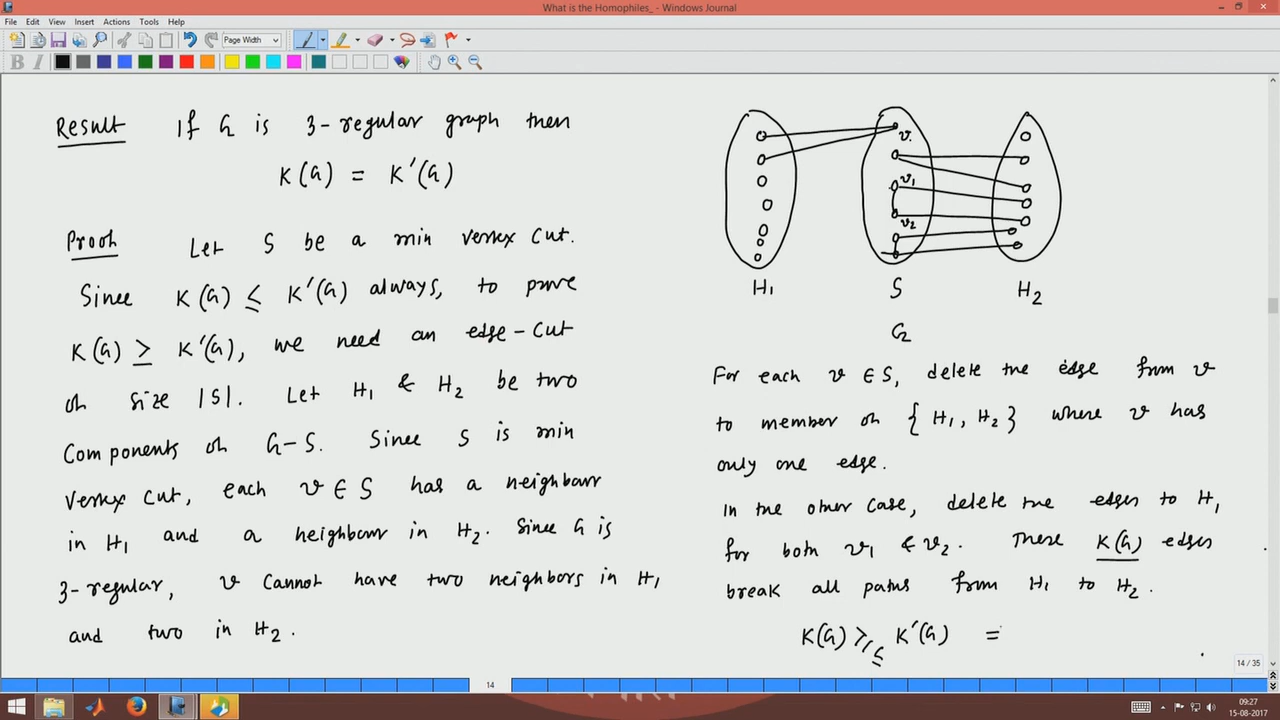 What is the Homophiles_ - Windows Journal
File Edit View Insert Actions Tools Help
Page Width
Result If G is 3-regular graph then
K(G) = K'(G)
Proof Let S be a min vertex cut.
Since K(G) ≤ K'(G) always, to prove
K(G) ≥ K'(G), we need an edge-cut
of size |S|. Let H1 & H2 be two
Components of G-S. Since S is min
vertex cut, each v ∈ S has a neighbour
in H1 and a neighbour in H2. Since G is
3-regular, v cannot have two neighbors in H1
and two in H2.
v.
v1
v2
H1 S H2
G
For each v ∈ S, delete the edge from v
to member of {H1, H2} where v has
only one edge.
In the other case, delete the edges to H1
for both v1 & v2. These K(G) edges
break all paths from H1 to H2.
K(G) ≥ ≤ K'(G) =
14 / 35
14
09:27
15-08-2017